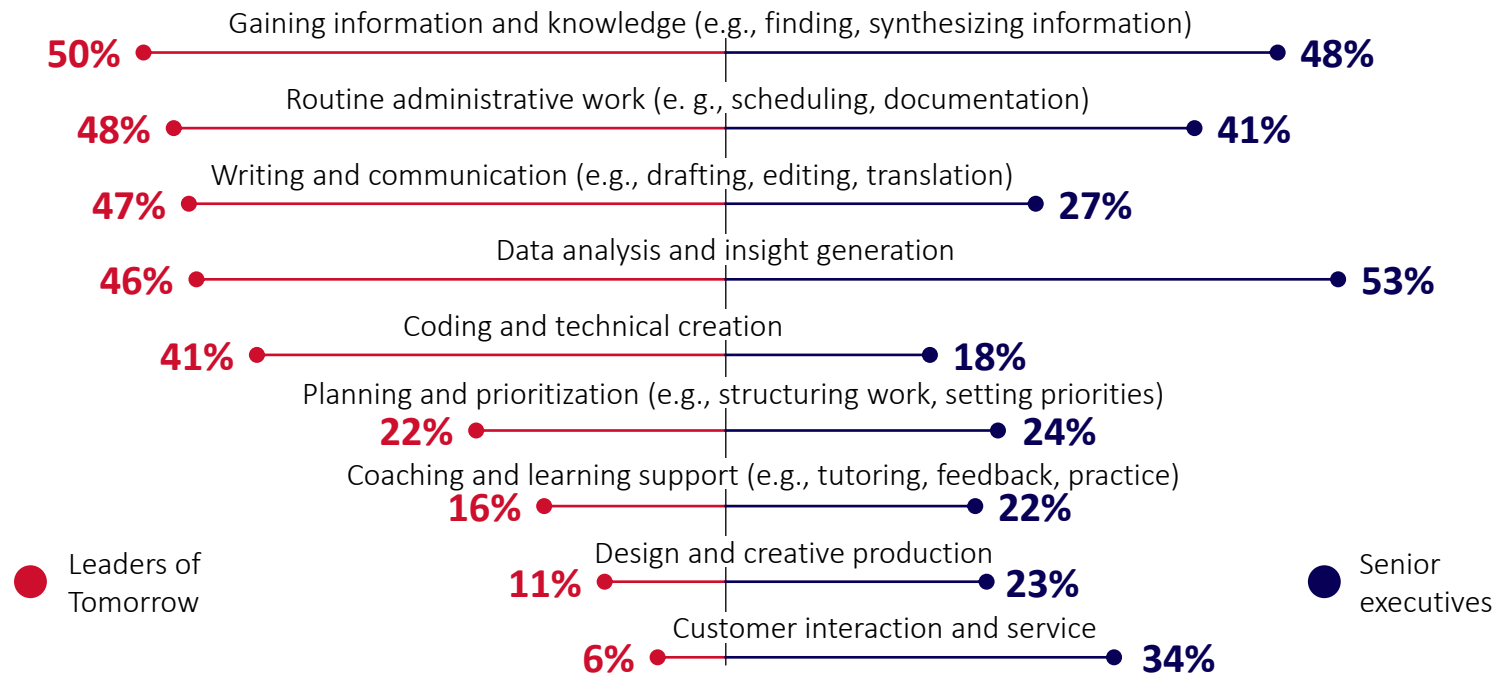 Gaining information and knowledge (e.g., finding, synthesizing information)
50% 48%
Routine administrative work (e. g., scheduling, documentation)
48% 41%
Writing and communication (e.g., drafting, editing, translation)
47% 27%
Data analysis and insight generation
46% 53%
Coding and technical creation
41% 18%
Planning and prioritization (e.g., structuring work, setting priorities)
22% 24%
Coaching and learning support (e.g., tutoring, feedback, practice)
16% 22%
Design and creative production
11% 23%
Customer interaction and service
6% 34%
Leaders of
Tomorrow
Senior
executives